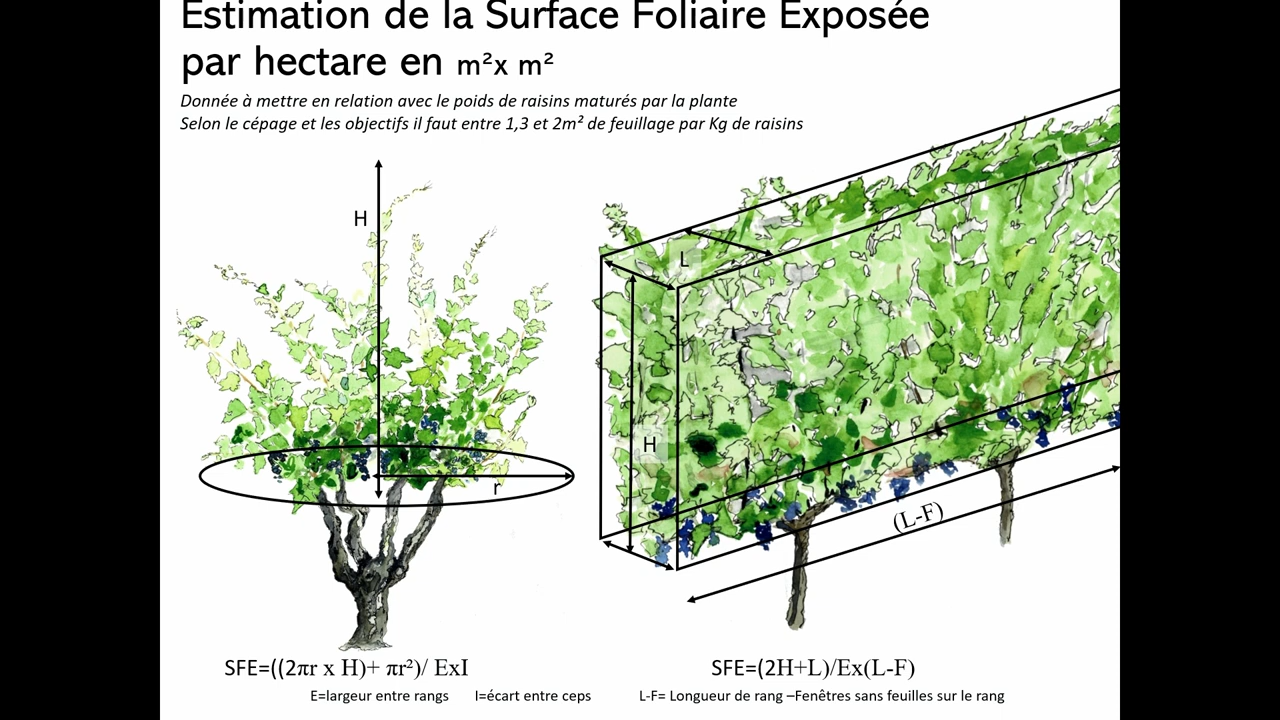 Estimation de la Surface Foliaire Exposée
par hectare en m²x m²
Donnée à mettre en relation avec le poids de raisins maturés par la plante
Selon le cépage et les objectifs il faut entre 1,3 et 2m² de feuillage par Kg de raisins
H
L
H
r
(L-F)
SFE=((2πr x H)+ πr²)/ ExI
SFE=(2H+L)/Ex(L-F)
E=largeur entre rangs
I=écart entre ceps
L-F= Longueur de rang –Fenêtres sans feuilles sur le rang